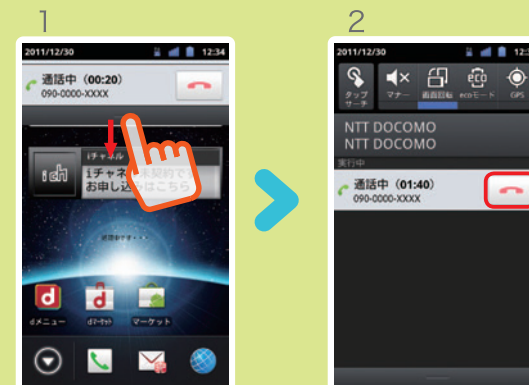 1
2011/12/30
12:34
通話中 (00:20)
090-0000-XXXX
iチャネル
iチャネ
未契約で
お申し込
はこちら
dメニュー
dマーケット
マーケット
2
2011/12/30
タップ
サーチ
マナー
画面回転
ecoモード
GPS
NTT DOCOMO
NTT DOCOMO
実行中
通話中 (01:40)
090-0000-XXXX